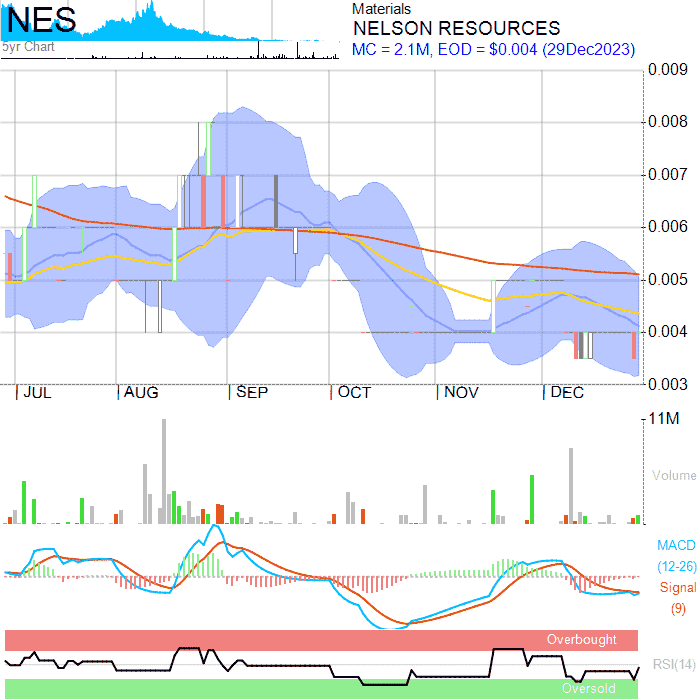 NES
5yr Chart
Materials
NELSON RESOURCES
MC = 2.1M, EOD = $0.004 (29Dec2023)
0.009
0.008
0.007
0.006
0.005
0.004
0.003
JUL AUG SEP OCT NOV DEC
11M
Volume
MACD
(12-26)
Signal
(9)
Overbought
RSI(14)
Oversold